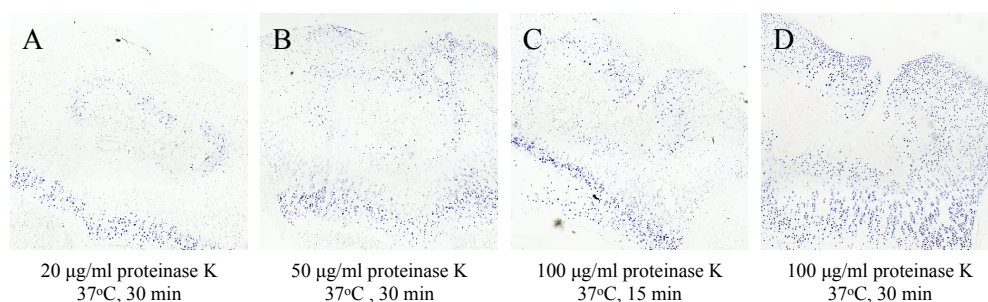 A
B
C
D
20 μg/ml proteinase K
37ºC, 30 min
50 μg/ml proteinase K
37ºC , 30 min
100 μg/ml proteinase K
37ºC, 15 min
100 μg/ml proteinase K
37ºC, 30 min